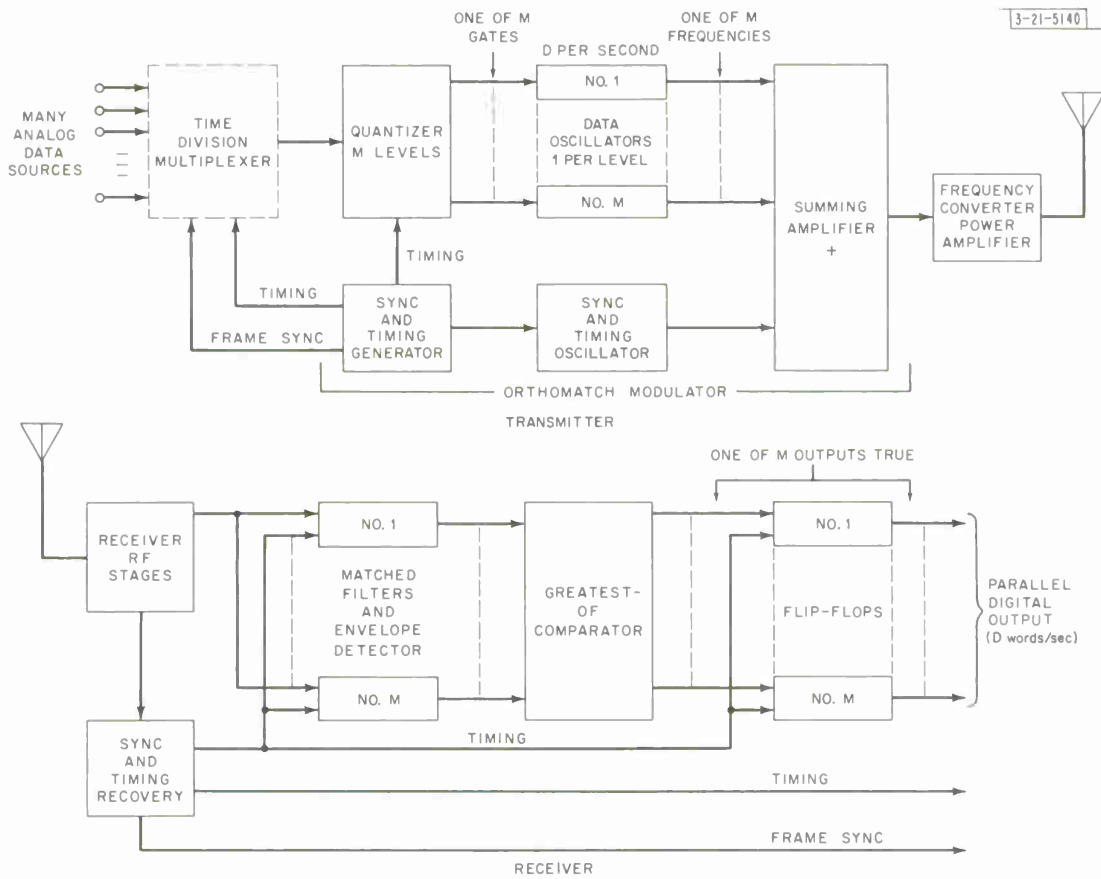 3-21-5140
ONE OF M
GATES
D PER SECOND
ONE OF M
FREQUENCIES
MANY
ANALOG
DATA
SOURCES
TIME
DIVISION
MULTIPLEXER
QUANTIZER
M LEVELS
NO. 1
DATA
OSCILLATORS
1 PER LEVEL
NO. M
SUMMING
AMPLIFIER
+
FREQUENCY
CONVERTER
POWER
AMPLIFIER
TIMING
TIMING
FRAME SYNC
SYNC
AND
TIMING
GENERATOR
SYNC
AND
TIMING
OSCILLATOR
ORTHOMATCH MODULATOR
TRANSMITTER
ONE OF M OUTPUTS TRUE
RECEIVER
RF
STAGES
NO. 1
MATCHED
FILTERS
AND
ENVELOPE
DETECTOR
NO. M
GREATEST-
OF
COMPARATOR
NO. 1
FLIP-FLOPS
NO. M
PARALLEL
DIGITAL
OUTPUT
(D words/sec)
TIMING
SYNC
AND
TIMING
RECOVERY
TIMING
FRAME SYNC
RECEIVER